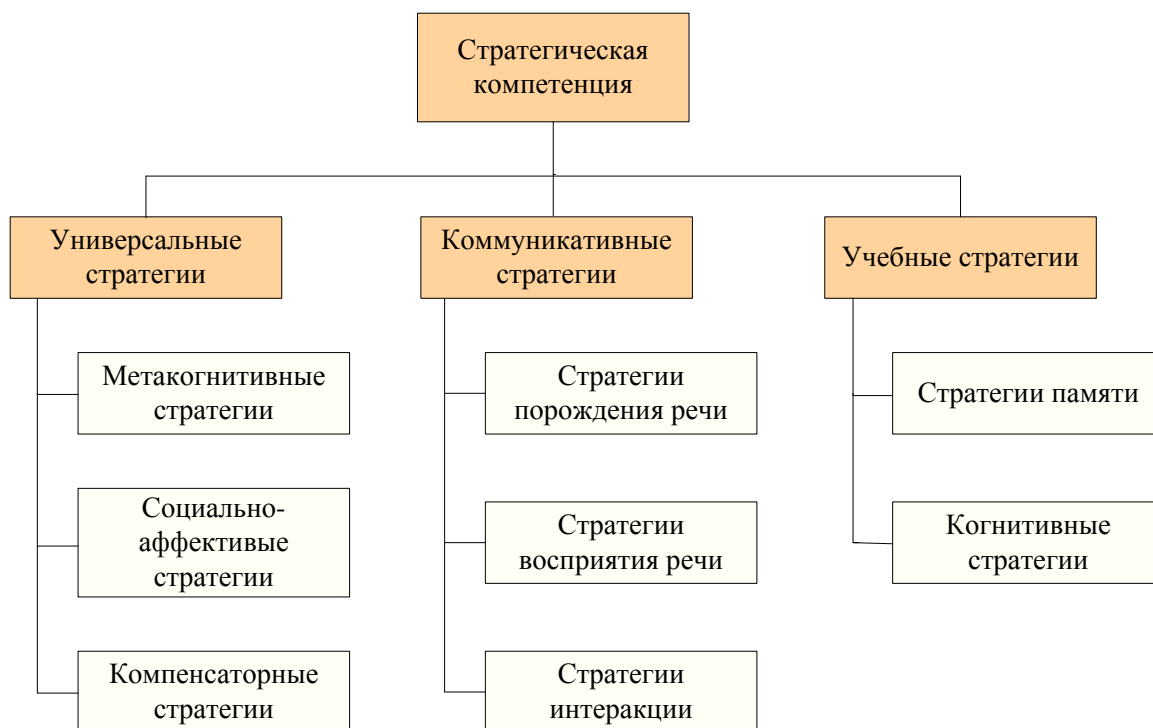 Стратегическая
компетенция
Универсальные
стратегии
Коммуникативные
стратегии
Учебные стратегии
Метакогнитивные
стратегии
Социально-
аффективые
стратегии
Компенсаторные
стратегии
Стратегии
порождения речи
Стратегии
восприятия речи
Стратегии
интеракции
Стратегии памяти
Когнитивные
стратегии